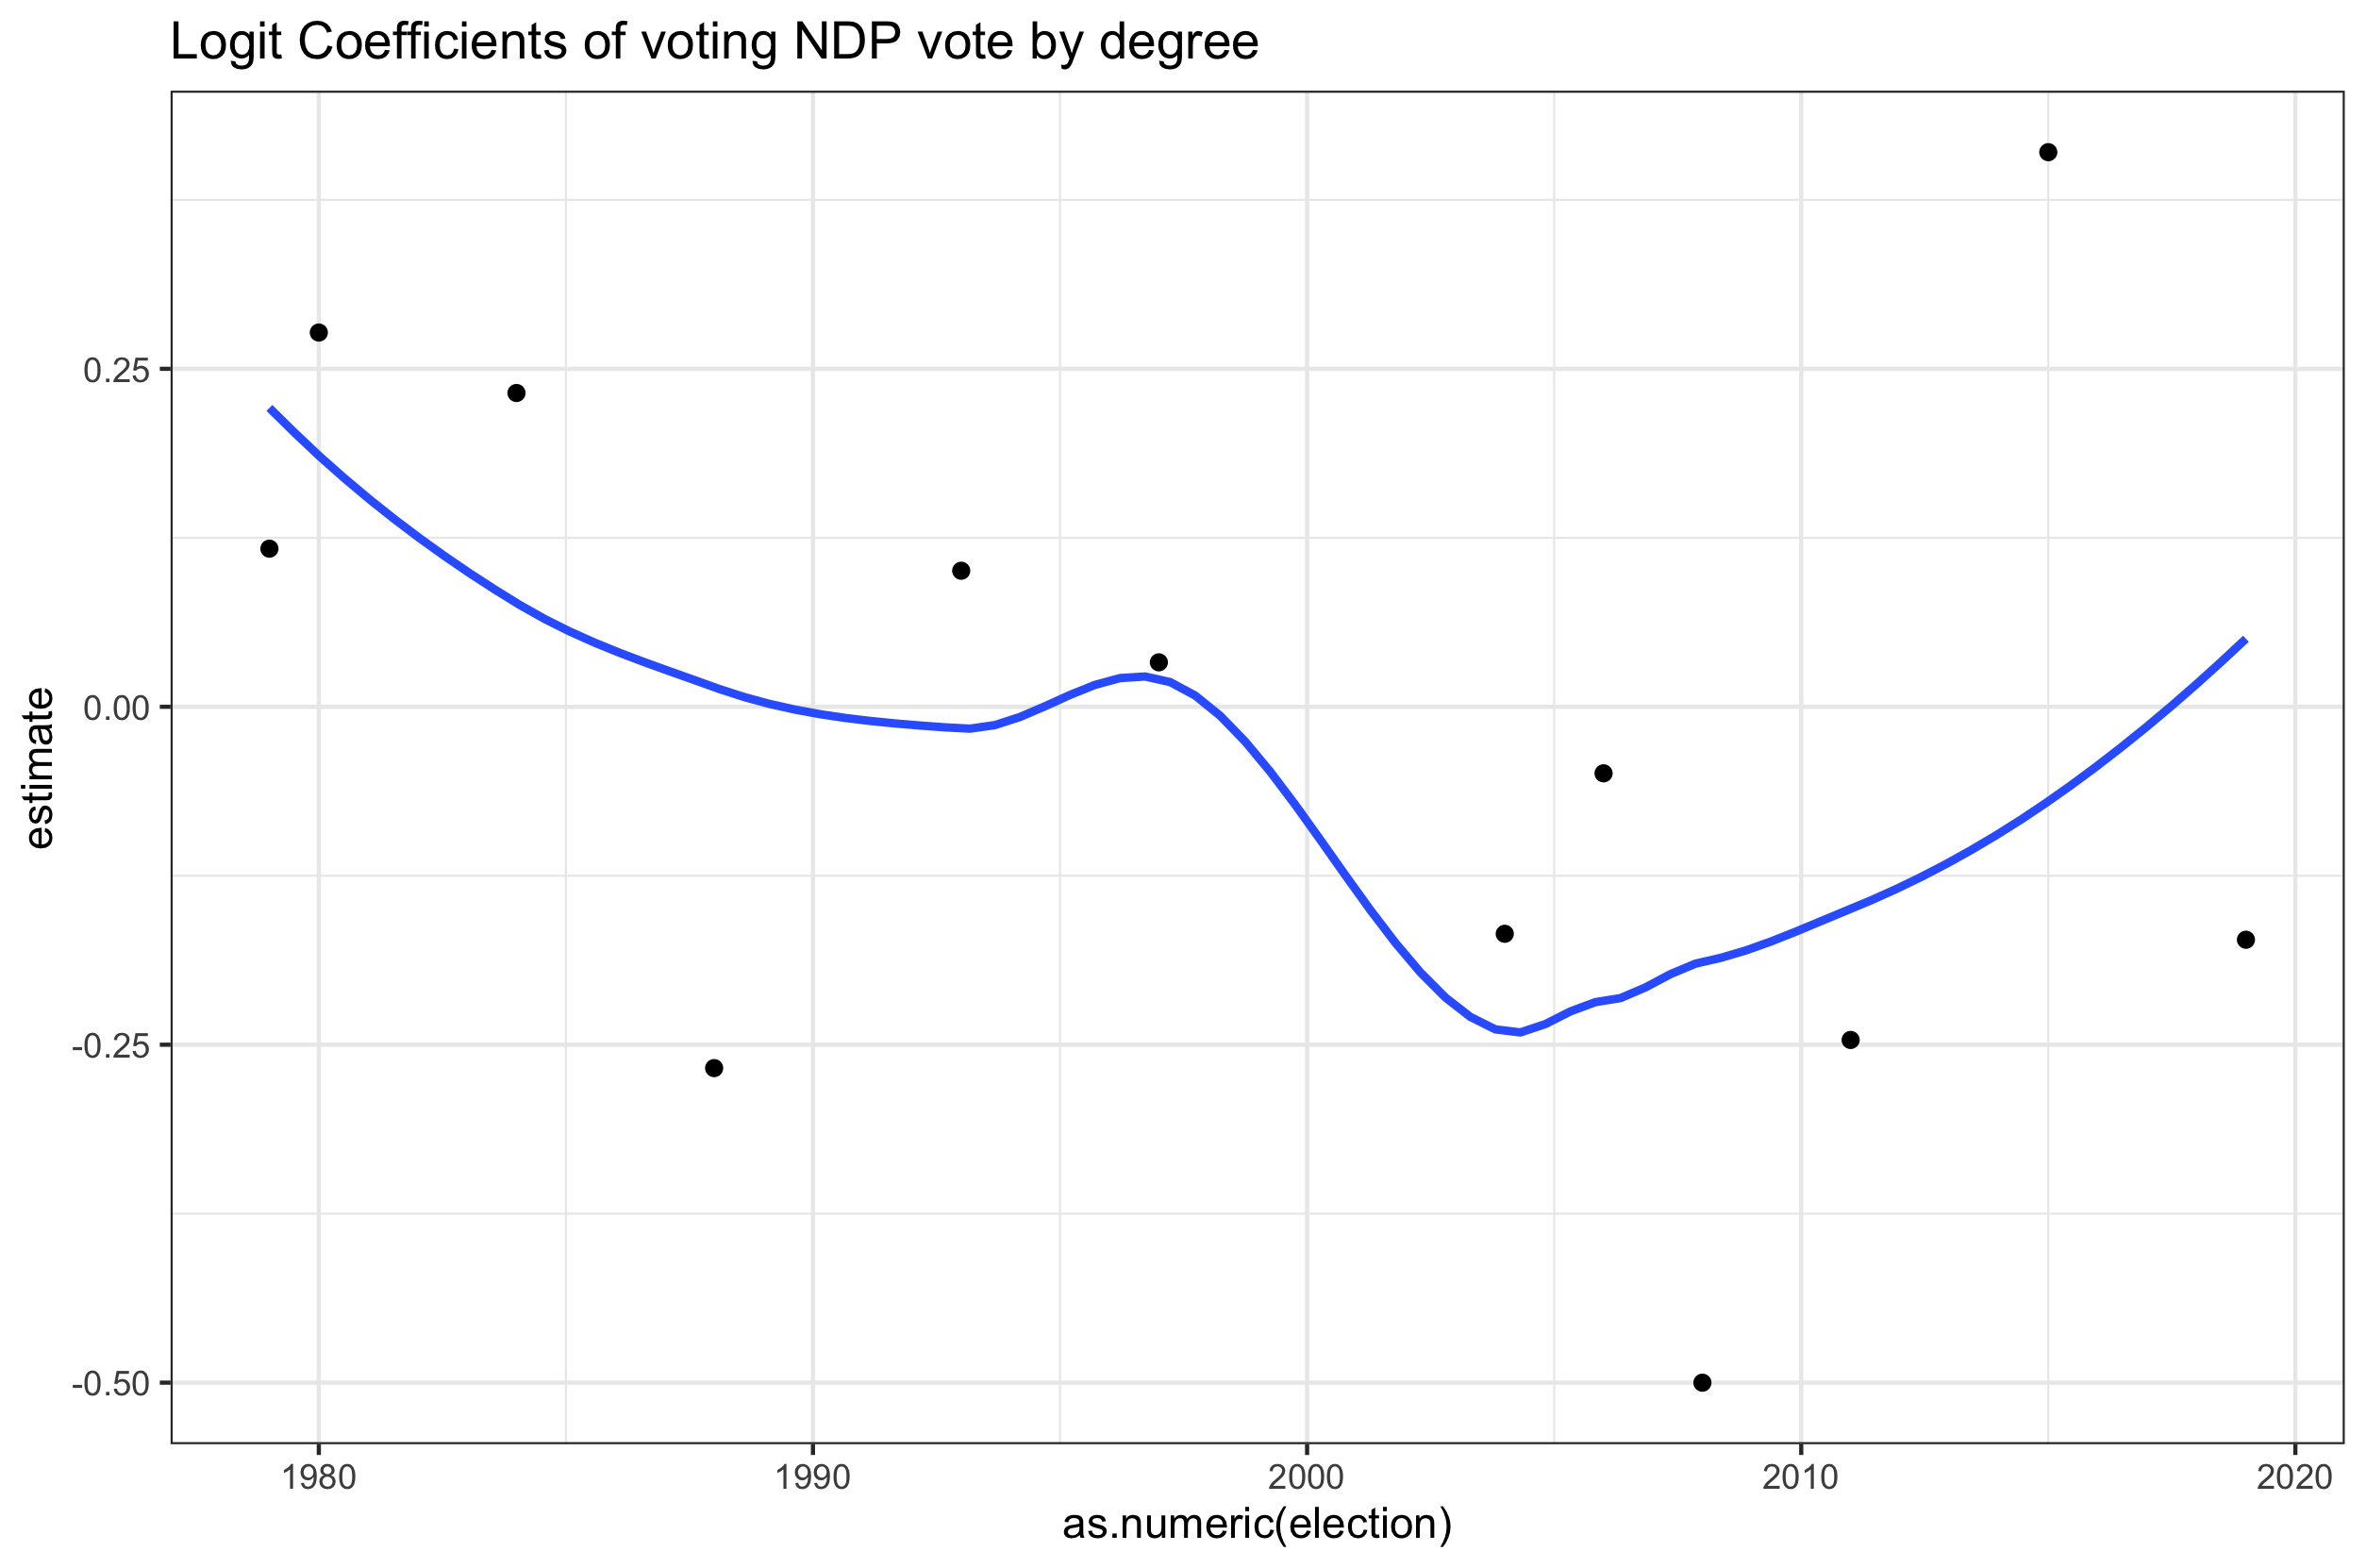 Logit Coefficients of voting NDP vote by degree
estimate
0.25
0.00
-0.25
-0.50
1980 1990 2000 2010 2020
as.numeric(election)